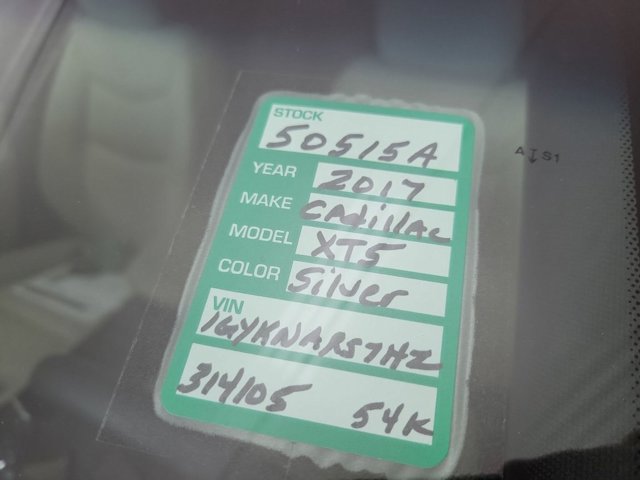 STOCK
50515A
YEAR 2017
MAKE Cadillac
MODEL XT5
COLOR Silver
VIN
1GYKNARS7HZ
314105 54K
AS1